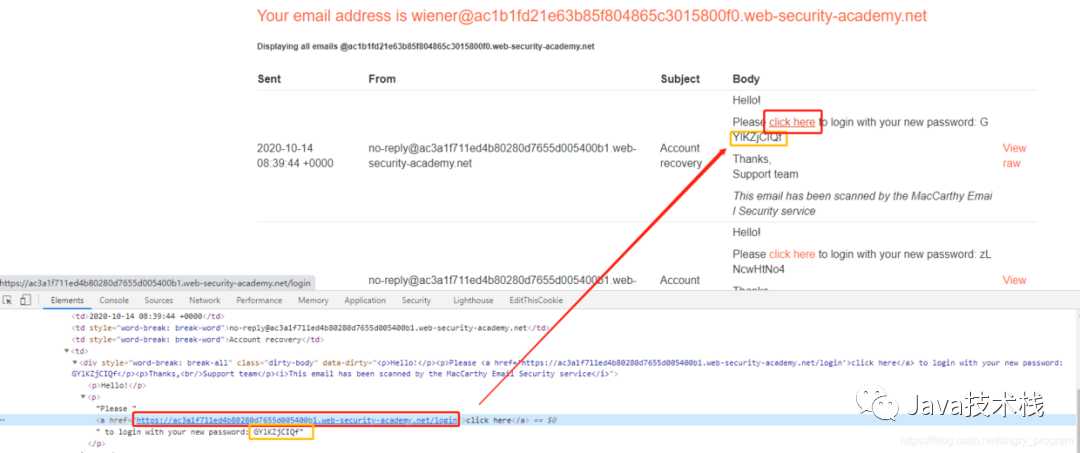 Your email address is wiener@ac1b1fd21e63b85f804865c3015800f0.web-security-academy.net
Displaying all emails @ac1b1fd21e63b85f804865c3015800f0.web-security-academy.net
Sent From Subject Body
Hello!
Please click here to login with your new password: G
YlKZjCIQf
2020-10-14
08:39:44 +0000
no-reply@ac3a1f711ed4b80280d7655d005400b1.web-
security-academy.net
Account
recovery
View
raw
Thanks,
Support team
This email has been scanned by the MacCarthy Emai
l Security service
Hello!
Please click here to login with your new password: zL
NcwHtNo4
no-reply@ac3a1f711ed4b80280d7655d005400b1.web- Account View
Thanks,
https://ac3a1f711ed4b80280d7655d005400b1.web-security-academy.net/login
Elements Console Sources Network Performance Memory Application Security Lighthouse EditThisCookie
<td>2020-10-14 08:39:44 +0000</td>
<td style="word-break: break-word">no-reply@ac3a1f711ed4b80280d7655d005400b1.web-security-academy.net</td>
<td style="word-break: break-word">Account recovery</td>
▼<td>
▼<div style="word-break: break-all" class="dirty-body" data-dirty="<p>Hello!</p><p>Please <a href='https://ac3a1f711ed4b80280d7655d005400b1.web-security-academy.net/login'>click here</a> to login with your new password:
GYlKZjCIQf</p><p>Thanks,<br/>Support team</p><i>This email has been scanned by the MacCarthy Email Security service</i>">
<p>Hello!</p>
▼<p>
"Please "
<a href="https://ac3a1f711ed4b80280d7655d005400b1.web-security-academy.net/login">click here</a> == $0
" to login with your new password: GYlKZjCIQf"
</p>
Java技术栈
https://blog.csdn.net/angry_program